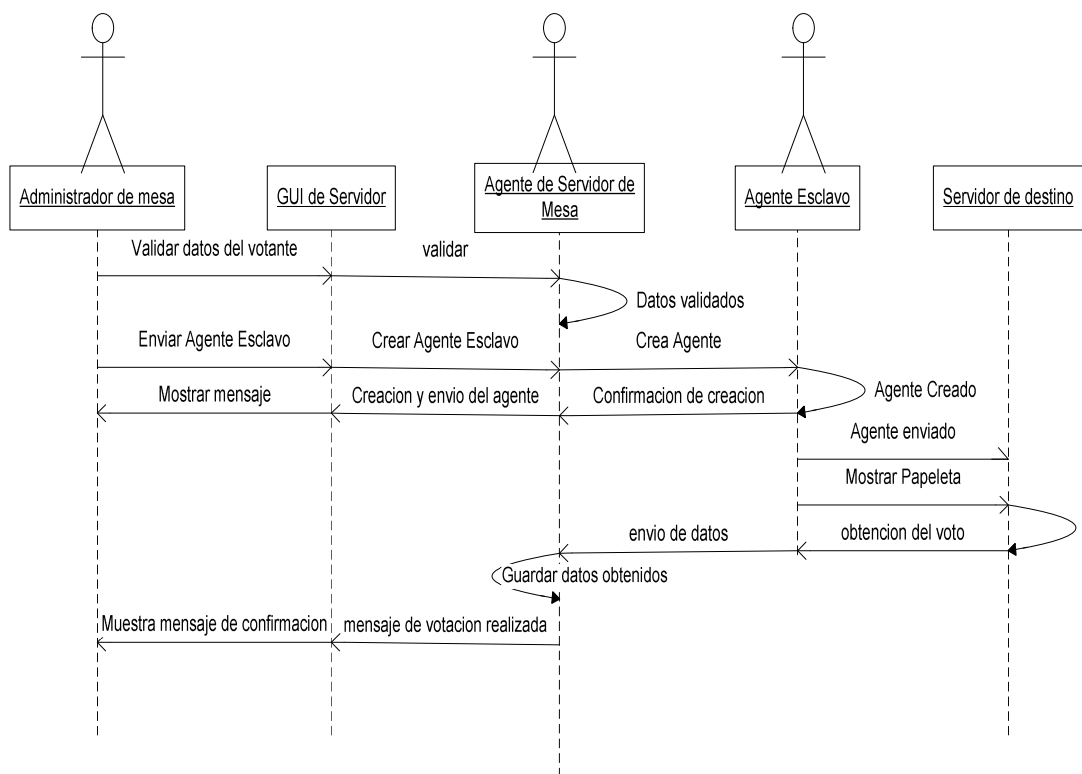 Administrador de mesa
GUI de Servidor
Agente de Servidor de
Mesa
Agente Esclavo
Servidor de destino
Validar datos del votante
validar
Datos validados
Enviar Agente Esclavo
Crear Agente Esclavo
Crea Agente
Mostrar mensaje
Creacion y envio del agente
Confirmacion de creacion
Agente Creado
Agente enviado
Mostrar Papeleta
envio de datos
obtencion del voto
Guardar datos obtenidos
Muestra mensaje de confirmacion
mensaje de votacion realizada